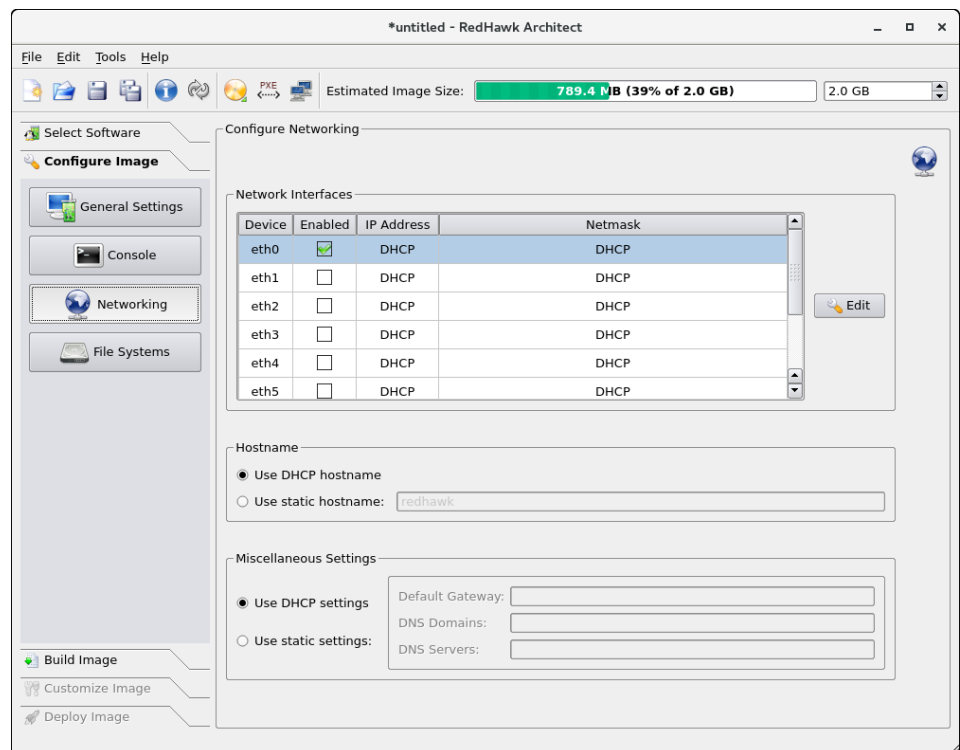 *untitled - RedHawk Architect
File Edit Tools Help
PXE
Estimated Image Size: 789.4 MB (39% of 2.0 GB) 2.0 GB
Select Software
Configure Image
General Settings
Console
Networking
File Systems
Build Image
Customize Image
Deploy Image
Configure Networking
Network Interfaces
Device Enabled IP Address Netmask
eth0 DHCP DHCP
eth1 DHCP DHCP
eth2 DHCP DHCP
eth3 DHCP DHCP
eth4 DHCP DHCP
eth5 DHCP DHCP
Edit
Hostname
Use DHCP hostname
Use static hostname: redhawk
Miscellaneous Settings
Use DHCP settings
Use static settings:
Default Gateway:
DNS Domains:
DNS Servers: